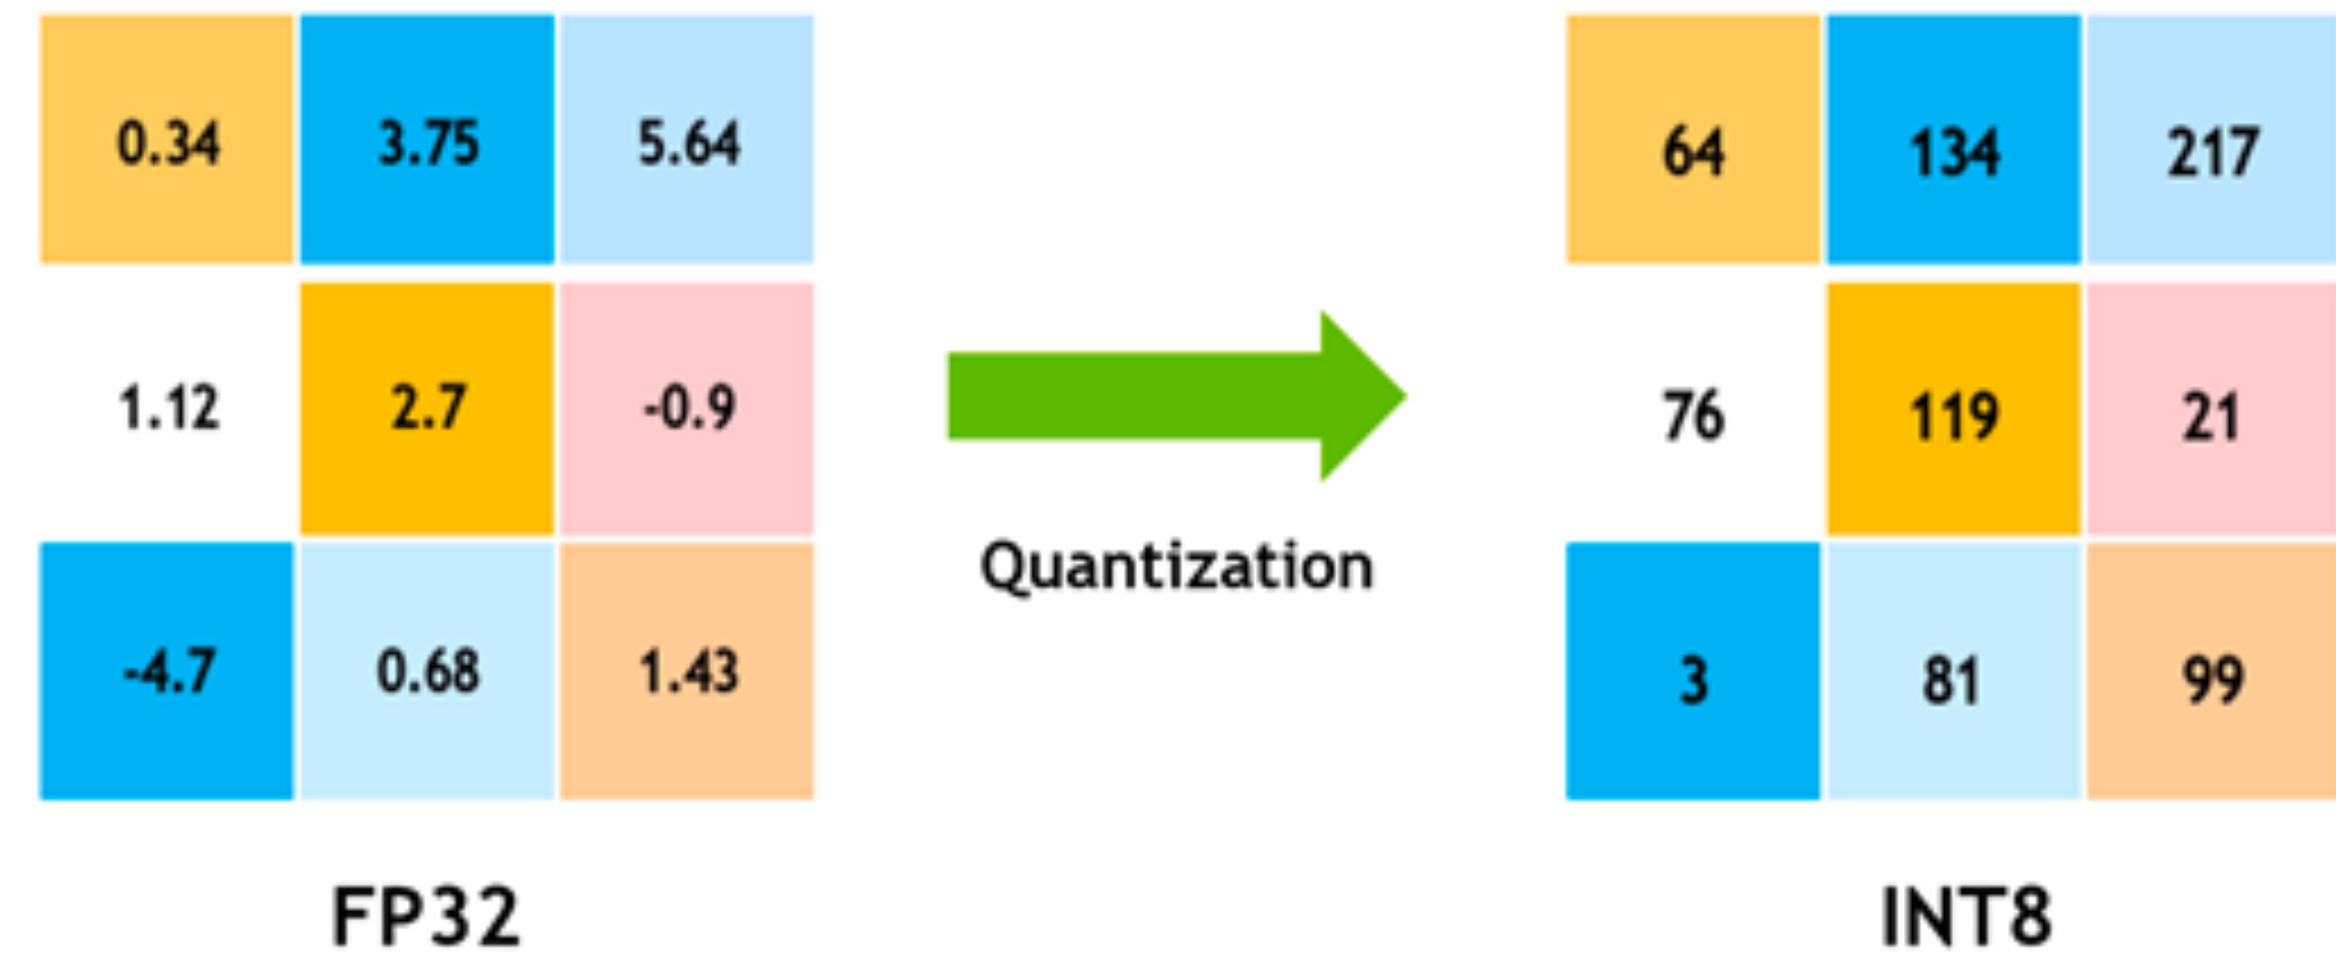 0.34 3.75 5.64 64 134 217
1.12 2.7 -0.9 76 119 21
Quantization
-4.7 0.68 1.43 3 81 99
FP32 INT8